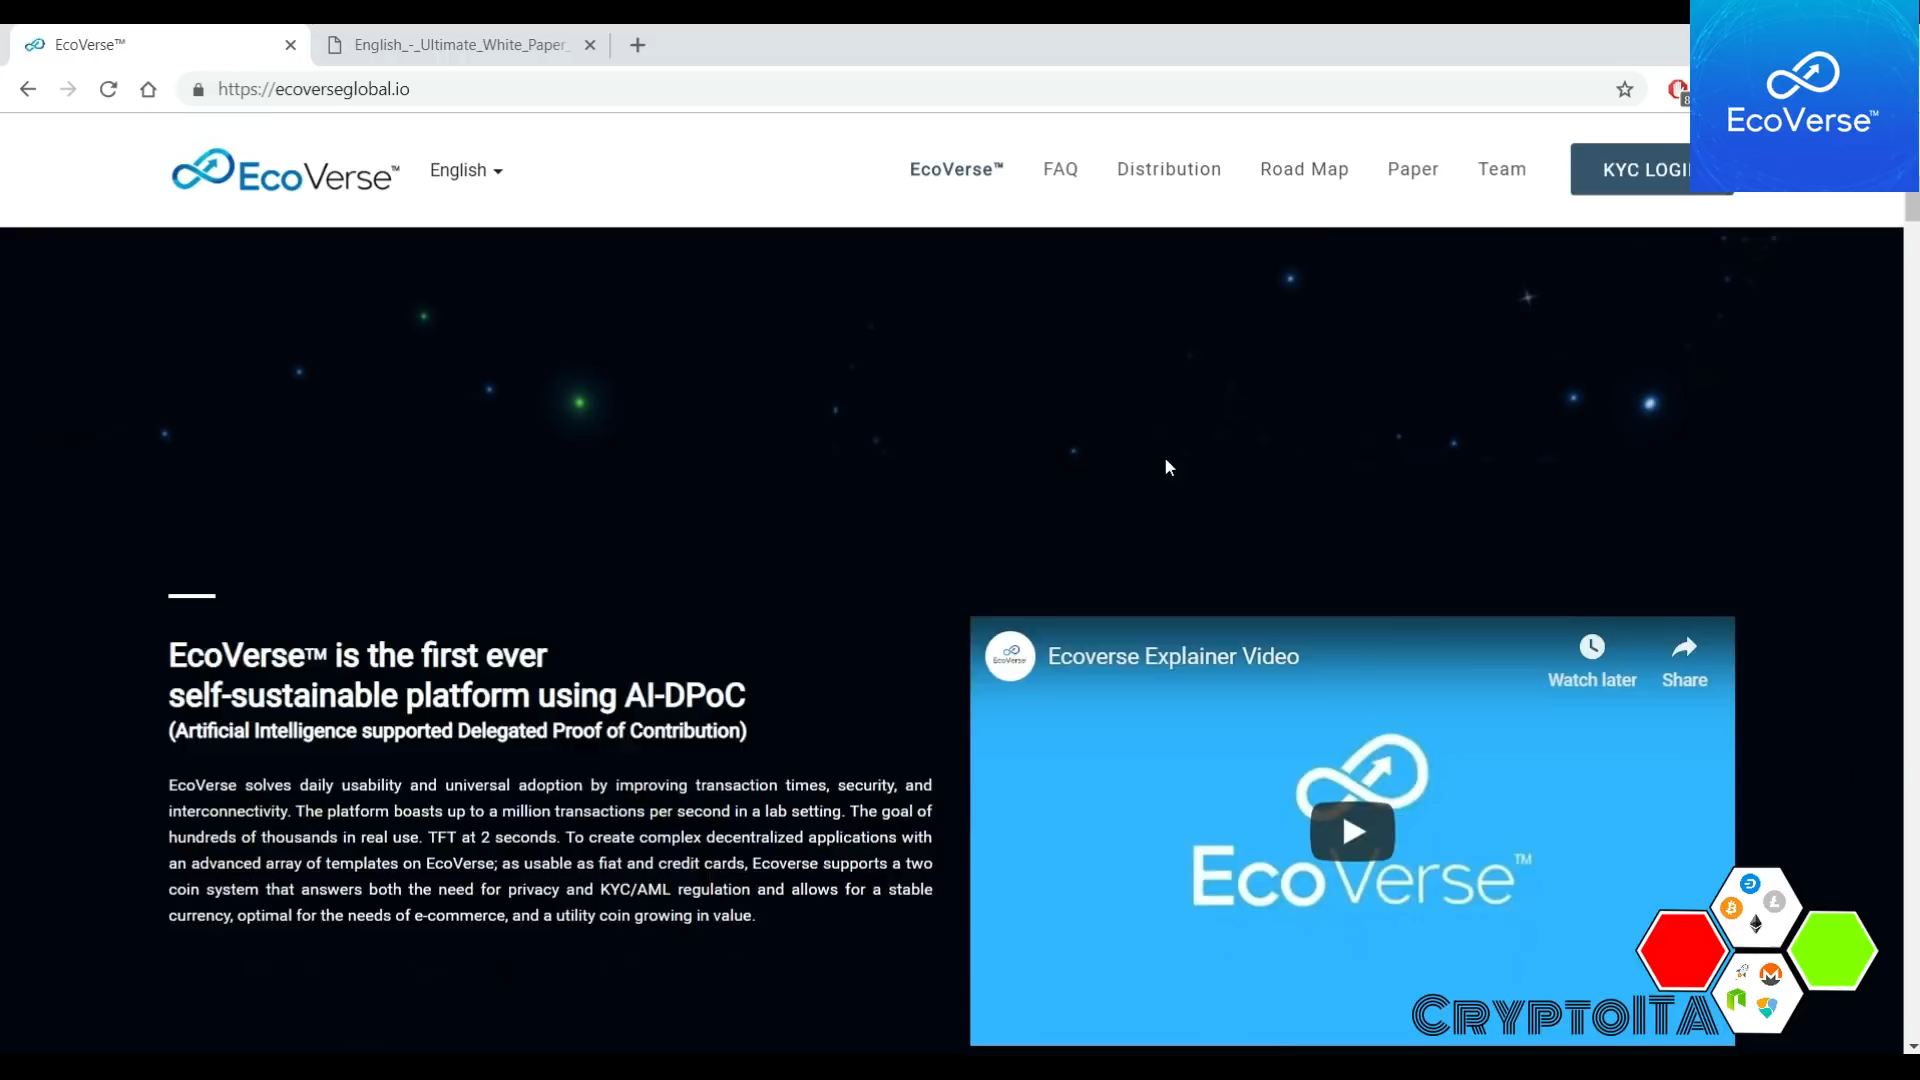 EcoVerse™
English_-_Ultimate_White_Paper_
https://ecoverseglobal.io
8
EcoVerse™
EcoVerse™
English
EcoVerse™
FAQ
Distribution
Road Map
Paper
Team
KYC LOGI
EcoVerse™ is the first ever
self-sustainable platform using AI-DPoC
(Artificial Intelligence supported Delegated Proof of Contribution)
EcoVerse solves daily usability and universal adoption by improving transaction times, security, and
interconnectivity. The platform boasts up to a million transactions per second in a lab setting. The goal of
hundreds of thousands in real use. TFT at 2 seconds. To create complex decentralized applications with
an advanced array of templates on EcoVerse; as usable as fiat and credit cards, Ecoverse supports a two
coin system that answers both the need for privacy and KYC/AML regulation and allows for a stable
currency, optimal for the needs of e-commerce, and a utility coin growing in value.
EcoVerse
Ecoverse Explainer Video
Watch later
Share
EcoVerse™
CRYPTOITA